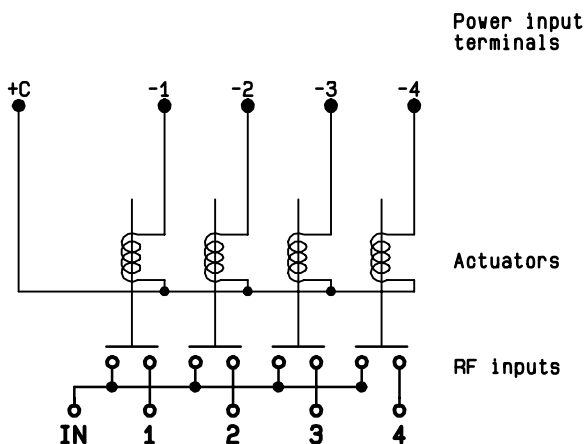 Power input
terminals
+C -1 -2 -3 -4
Actuators
RF inputs
IN 1 2 3 4